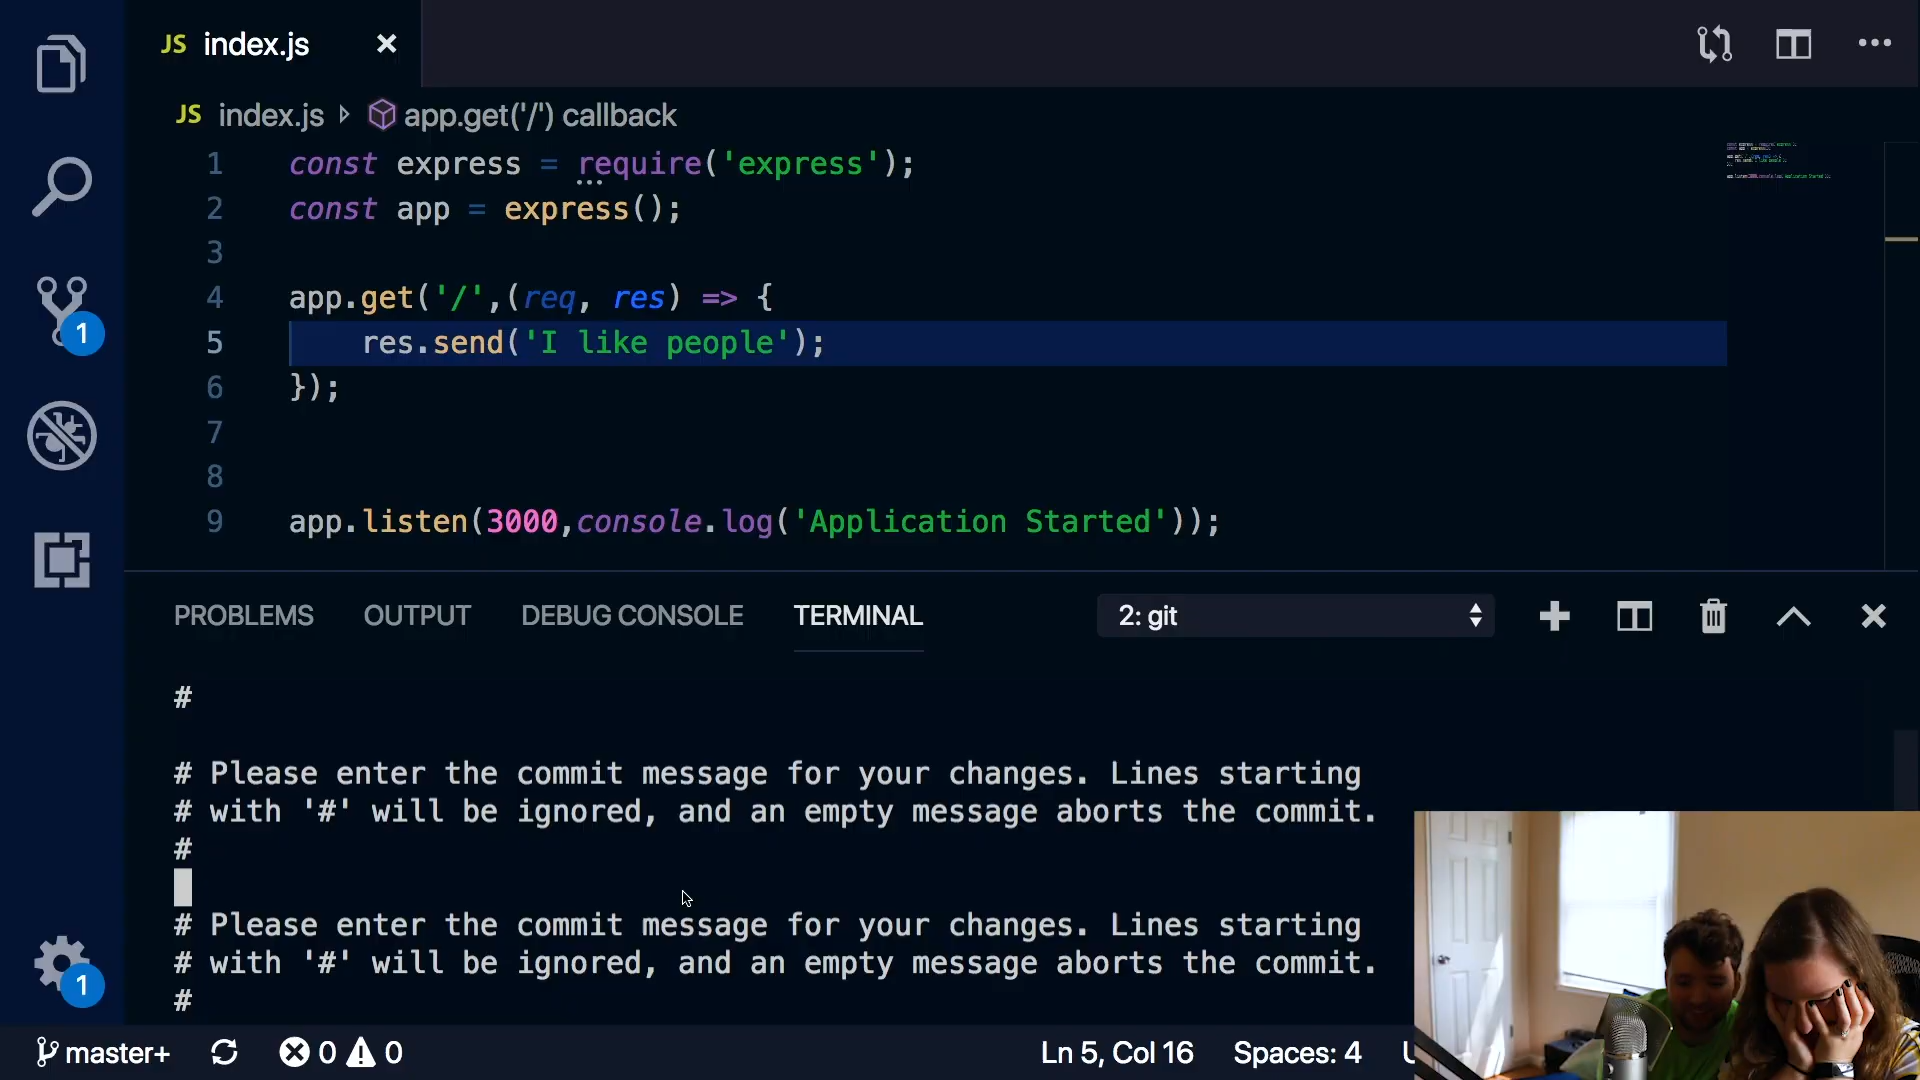 JS index.js
JS index.js app.get('/') callback
1 const express = require('express');
2 const app = express();
3
4 app.get('/',(req, res) => {
5 res.send('I like people');
6 });
7
8
9 app.listen(3000,console.log('Application Started'));
1
PROBLEMS OUTPUT DEBUG CONSOLE TERMINAL 2: git
#
# Please enter the commit message for your changes. Lines starting
# with '#' will be ignored, and an empty message aborts the commit.
#
# Please enter the commit message for your changes. Lines starting
# with '#' will be ignored, and an empty message aborts the commit.
#
1
master+ 0 0 Ln 5, Col 16 Spaces: 4